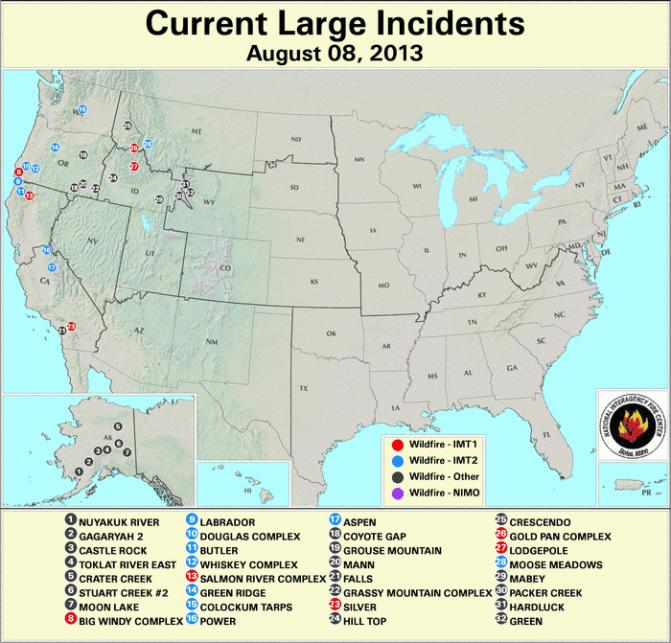 Current Large Incidents
August 08, 2013
WA
MT
ND
MN
ME
OR
ID
WY
SD
WI
MI
VT
NH
NY
MA
CT
RI
IA
NE
PA
NJ
NV
UT
CO
IL
IN
OH
MD
DE
WV
CA
KS
MO
KY
VA
AZ
NM
OK
AR
TN
NC
SC
TX
LA
MS
AL
GA
FL
AK
HI
PR
NATIONAL INTERAGENCY FIRE CENTER
Boise, Idaho
Wildfire - IMT1
Wildfire - IMT2
Wildfire - Other
Wildfire - NIMO
1 NUYAKUK RIVER
2 GAGARYAH 2
3 CASTLE ROCK
4 TOKLAT RIVER EAST
5 CRATER CREEK
6 STUART CREEK #2
7 MOON LAKE
8 BIG WINDY COMPLEX
9 LABRADOR
10 DOUGLAS COMPLEX
11 BUTLER
12 WHISKEY COMPLEX
13 SALMON RIVER COMPLEX
14 GREEN RIDGE
15 COLOCKUM TARPS
16 POWER
17 ASPEN
18 COYOTE GAP
19 GROUSE MOUNTAIN
20 MANN
21 FALLS
22 GRASSY MOUNTAIN COMPLEX
23 SILVER
24 HILL TOP
25 CRESCENDO
26 GOLD PAN COMPLEX
27 LODGEPOLE
28 MOOSE MEADOWS
29 MABEY
30 PACKER CREEK
31 HARDLUCK
32 GREEN